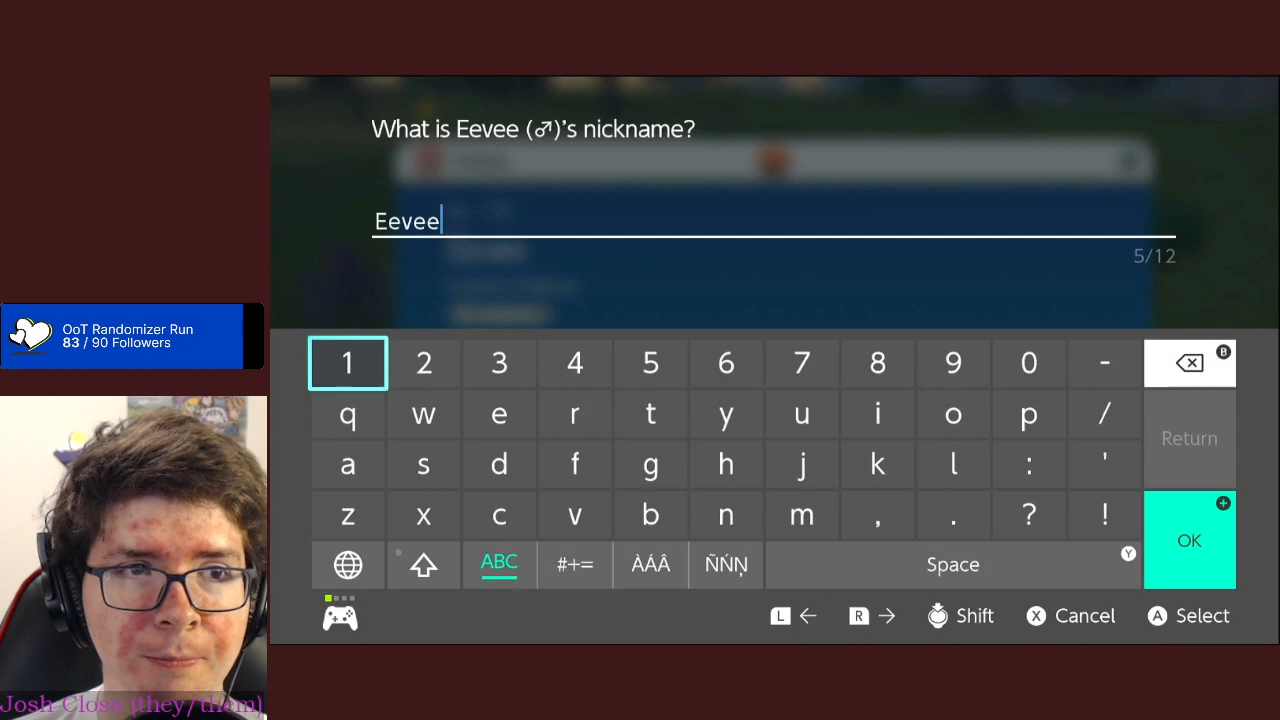 What is Eevee (♂)'s nickname?
Eevee
5/12
OoT Randomizer Run
83 / 90 Followers
1 2 3 4 5 6 7 8 9 0 - B
q w e r t y u i o p / Return
a s d f g h j k l : '
z x c v b n m , . ? ! + OK
ABC #+= ÀÁÂ ÑŃŅ Space Y
L ← R → Shift X Cancel A Select
Josh Closs (they/them)